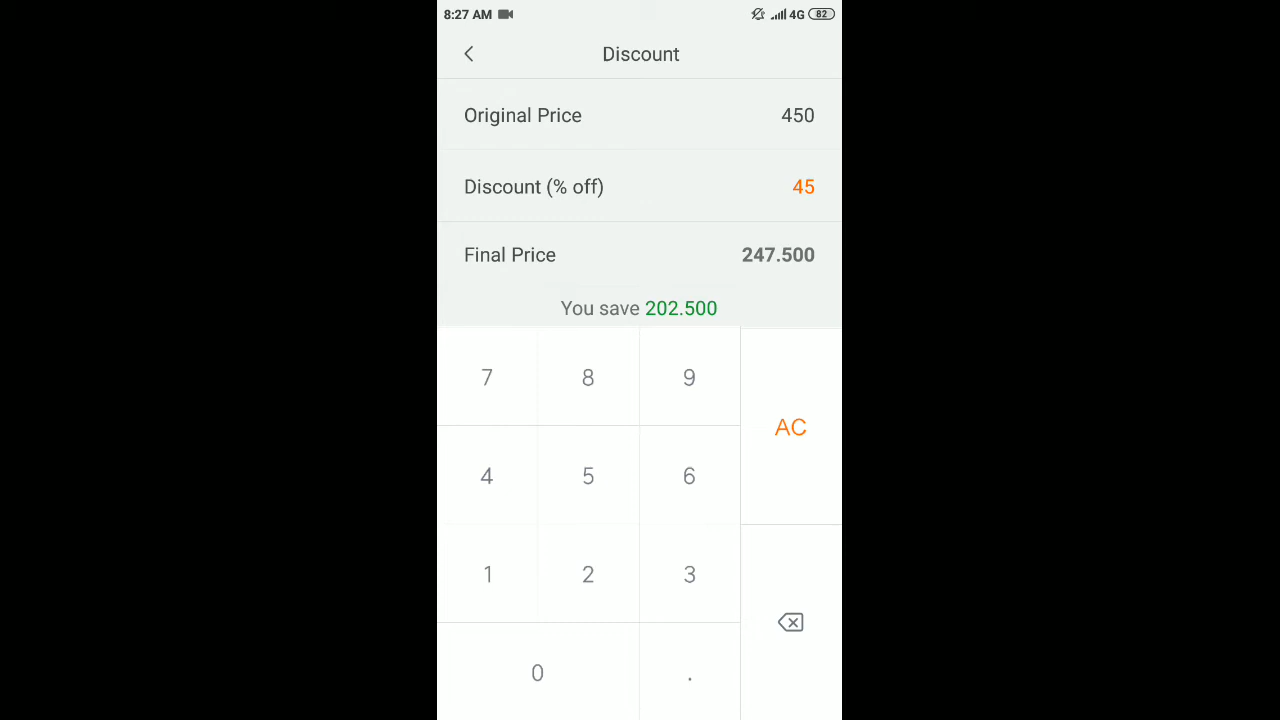 8:27 AM 4G 82
Discount
Original Price 450
Discount (% off) 45
Final Price 247.500
You save 202.500
7 8 9
AC
4 5 6
1 2 3
0 .